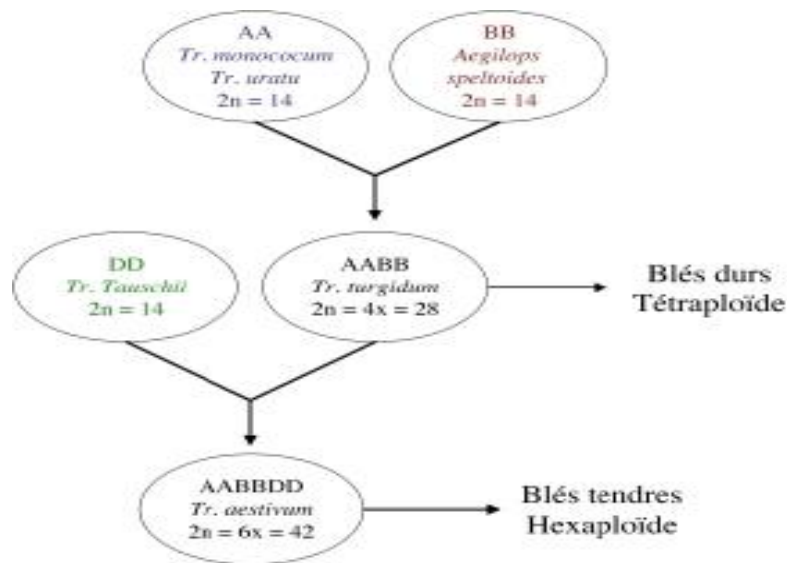 AA
Tr. monococum
Tr. uratu
2n = 14
BB
Aegilops
speltoides
2n = 14
DD
Tr. Tauschii
2n = 14
AABB
Tr. turgidum
2n = 4x = 28
Blés durs
Tétraploïde
AABBDD
Tr. aestivum
2n = 6x = 42
Blés tendres
Hexaploïde